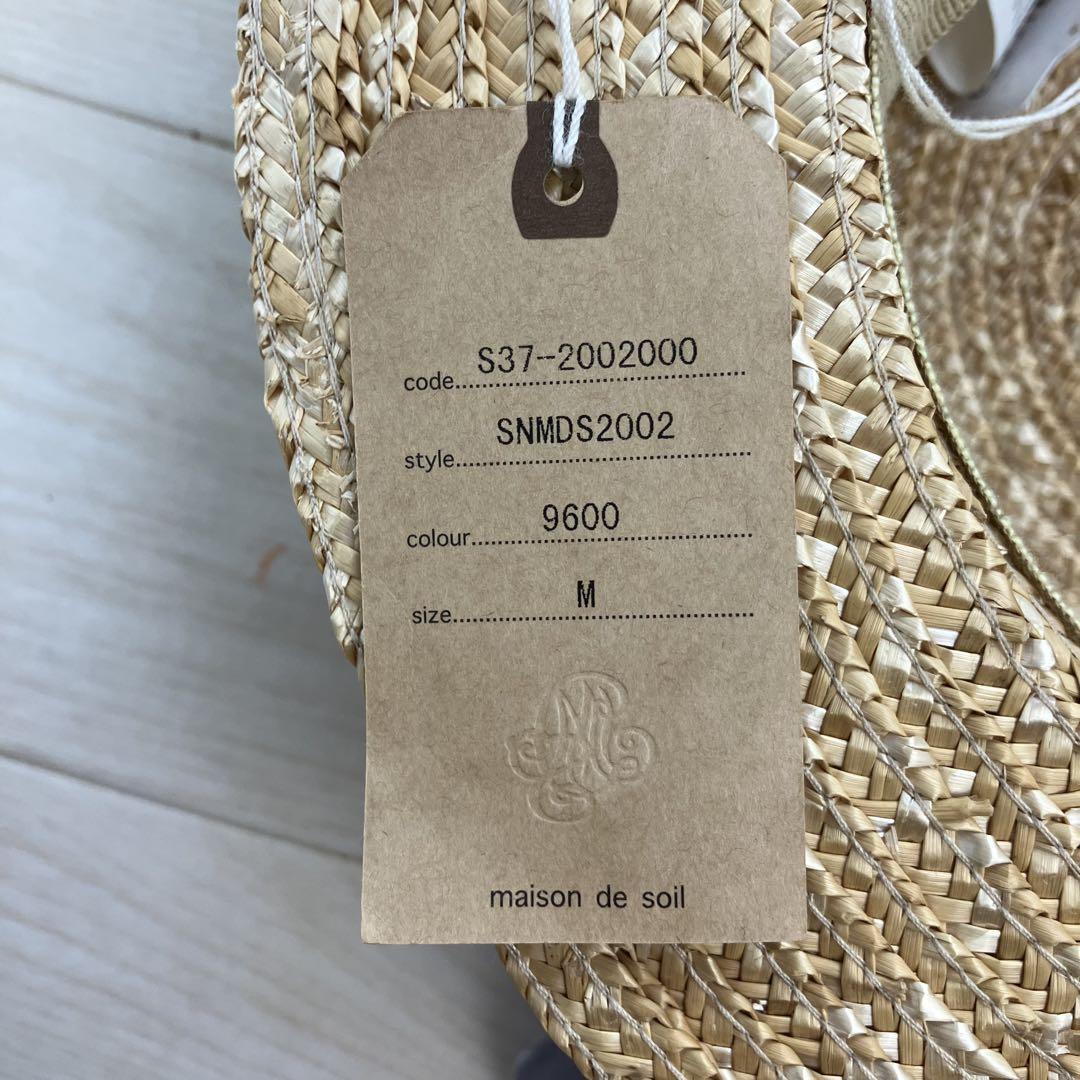 code S37-2002000
style SNMDS2002
colour 9600
size M
maison de soil